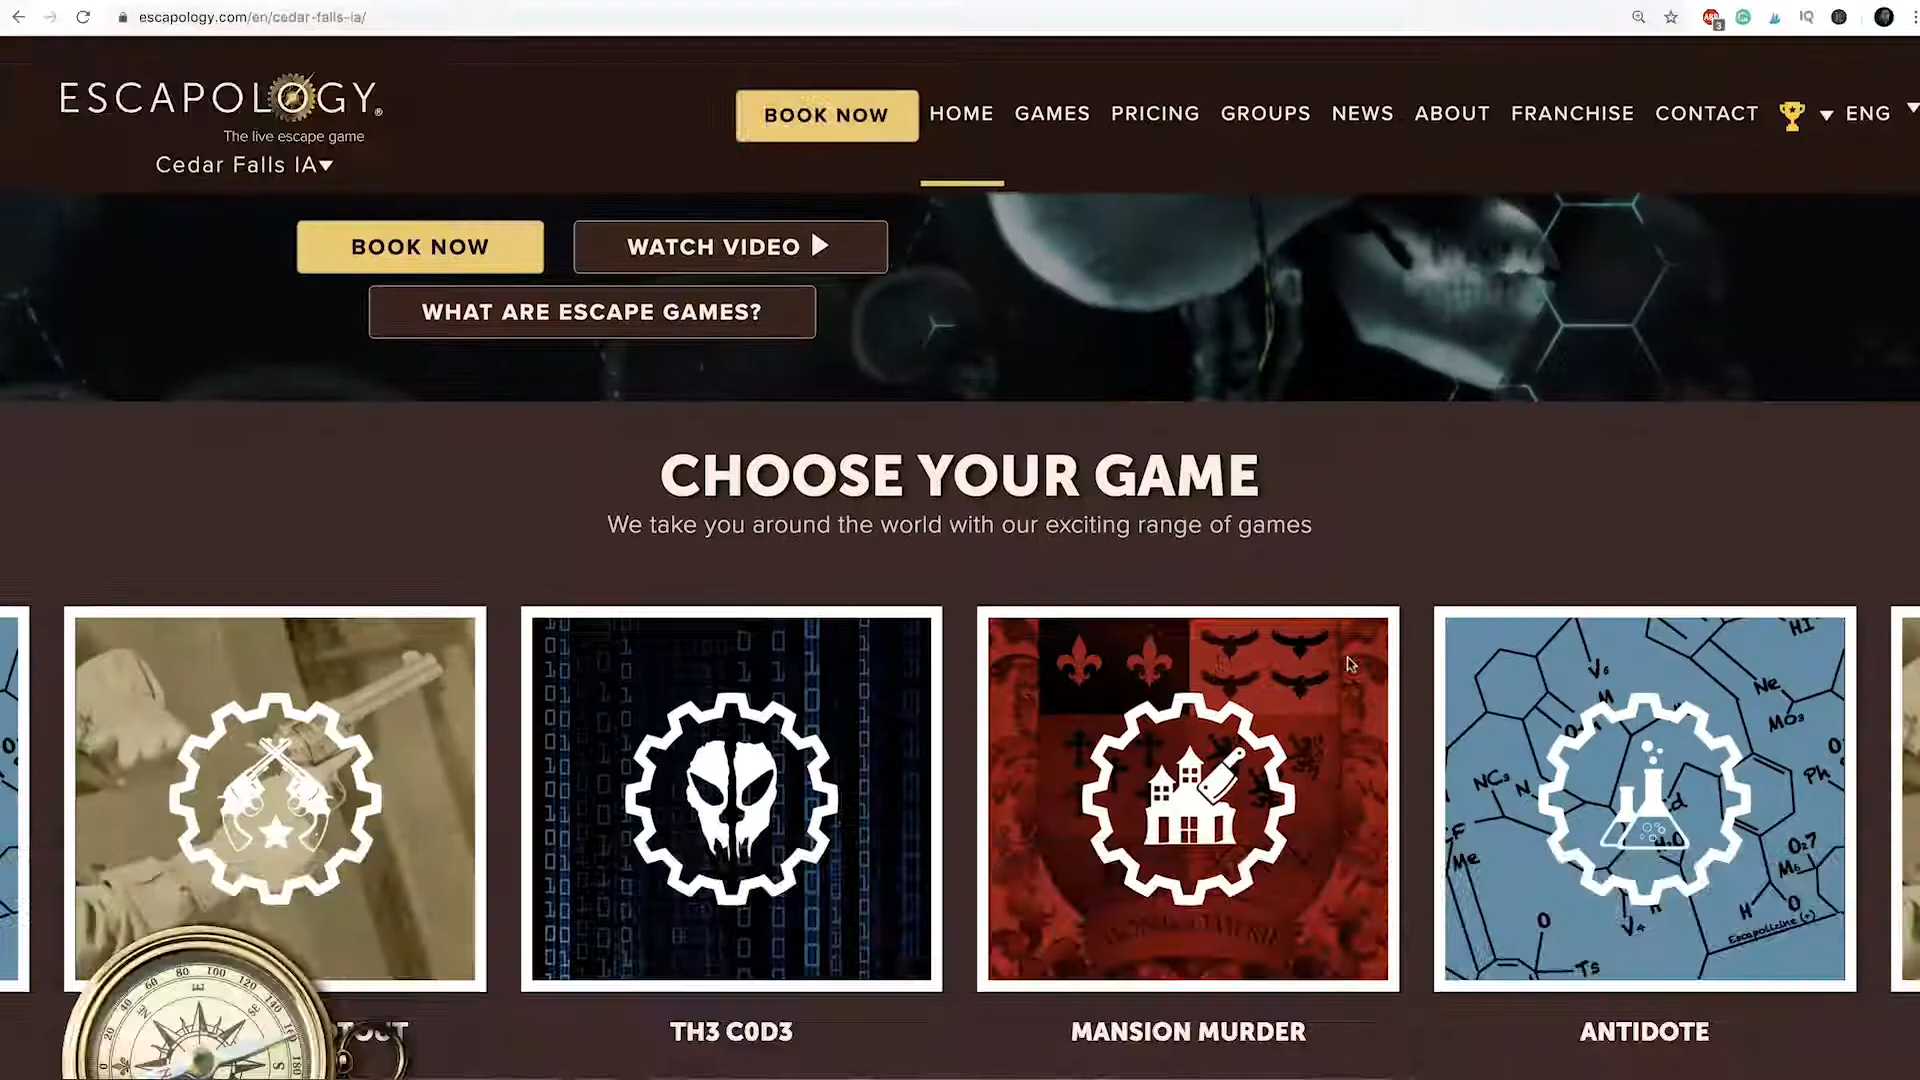 escapology.com/en/cedar-falls-ia/
ESCAPOLOGY®
The live escape game
Cedar Falls IA
BOOK NOW
HOME
GAMES
PRICING
GROUPS
NEWS
ABOUT
FRANCHISE
CONTACT
ENG
BOOK NOW
WATCH VIDEO
WHAT ARE ESCAPE GAMES?
CHOOSE YOUR GAME
We take you around the world with our exciting range of games
TH3 C0D3
MANSION MURDER
ANTIDOTE